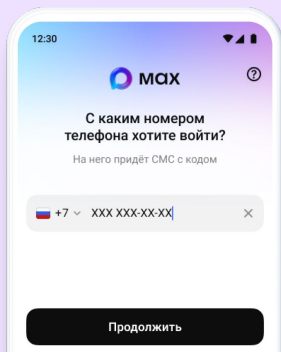 12:30
max
С каким номером
телефона хотите войти?
На него придёт СМС с кодом
+7 XXX XXX-XX-XX
Продолжить